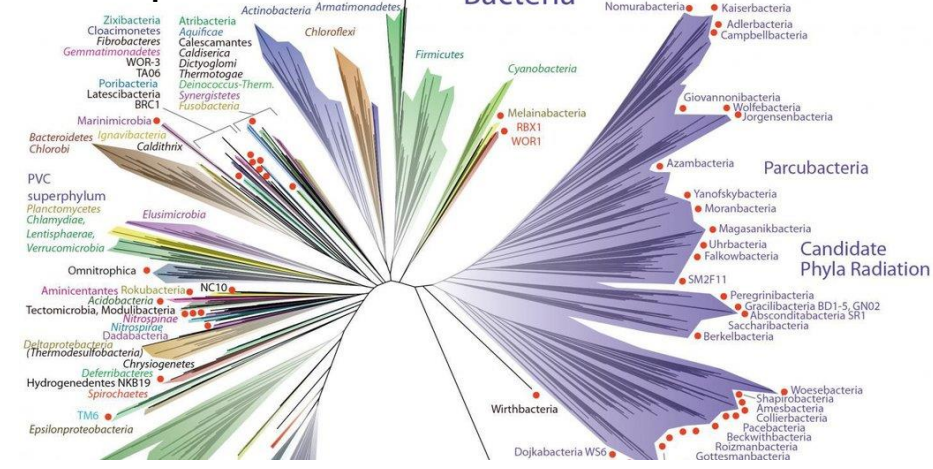 Bacteria
Zixibacteria
Cloacimonetes
Fibrobacteres
Gemmatimonadetes
WOR-3
TA06
Poribacteria
Latescibacteria
BRC1
Atribacteria
Aquificae
Calescamantes
Caldiserica
Dictyoglomi
Thermotogae
Deinococcus-Therm.
Synergistetes
Fusobacteria
Actinobacteria
Armatimonadetes
Chloroflexi
Firmicutes
Cyanobacteria
Melainabacteria
RBX1
WOR1
Marinimicrobia
Bacteroidetes
Ignavibacteria
Chlorobi
Caldithrix
PVC
superphylum
Planctomycetes
Chlamydiae,
Lentisphaerae,
Verrucomicrobia
Elusimicrobia
Omnitrophica
Aminicentantes
Rokubacteria
NC10
Acidobacteria
Tectomicrobia, Modulibacteria
Nitrospinae
Nitrospirae
Dadabacteria
Deltaprotebacteria
(Thermodesulfobacteria)
Chrysiogenetes
Deferribacteres
Hydrogenedentes NKB19
Spirochaetes
TM6
Epsilonproteobacteria
Nomurabacteria
Kaiserbacteria
Adlerbacteria
Campbellbacteria
Giovannonibacteria
Wolfebacteria
Jorgensenbacteria
Azambacteria
Parcubacteria
Yanofskybacteria
Moranbacteria
Magasanikbacteria
Uhrbacteria
Falkowbacteria
Candidate
Phyla Radiation
SM2F11
Peregrinibacteria
Gracilibacteria BD1-5, GN02
Absconditabacteria SR1
Saccharibacteria
Berkelbacteria
Woesebacteria
Shapirobacteria
Amesbacteria
Collierbacteria
Pacebacteria
Beckwithbacteria
Roizmanbacteria
Gottesmanbacteria
Wirthbacteria
Dojkabacteria WS6